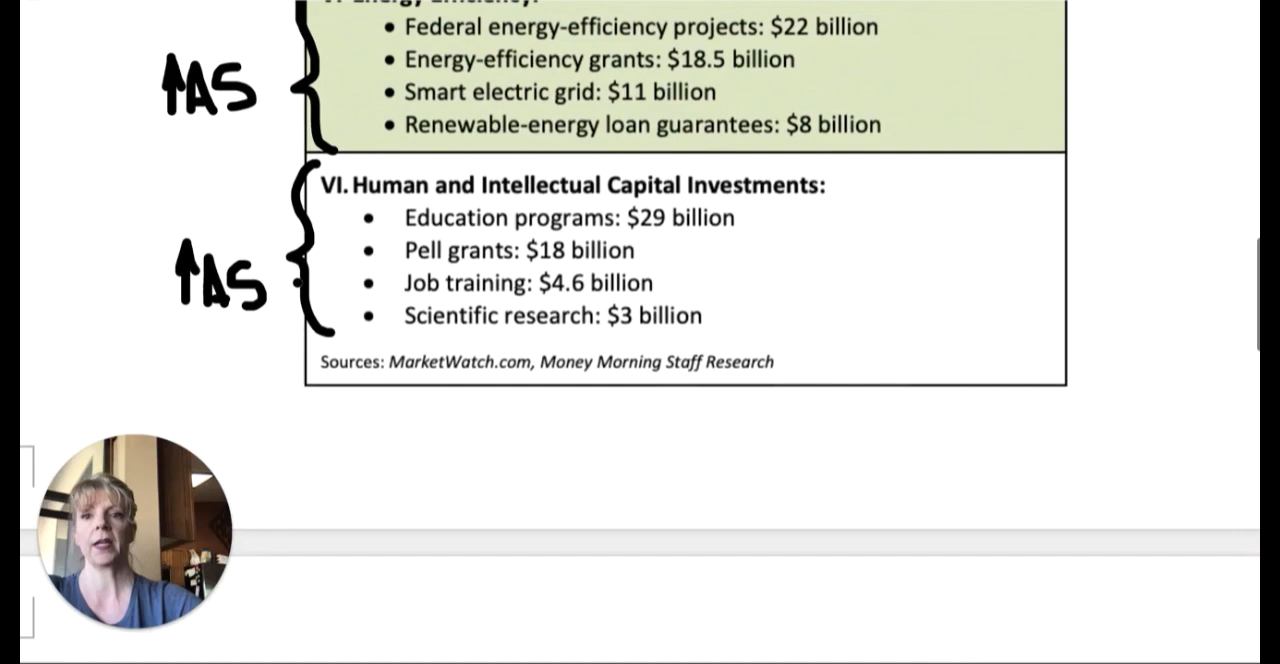 • Federal energy-efficiency projects: $22 billion
• Energy-efficiency grants: $18.5 billion
↑AS
• Smart electric grid: $11 billion
• Renewable-energy loan guarantees: $8 billion
VI. Human and Intellectual Capital Investments:
• Education programs: $29 billion
• Pell grants: $18 billion
↑AS
• Job training: $4.6 billion
• Scientific research: $3 billion
Sources: MarketWatch.com, Money Morning Staff Research